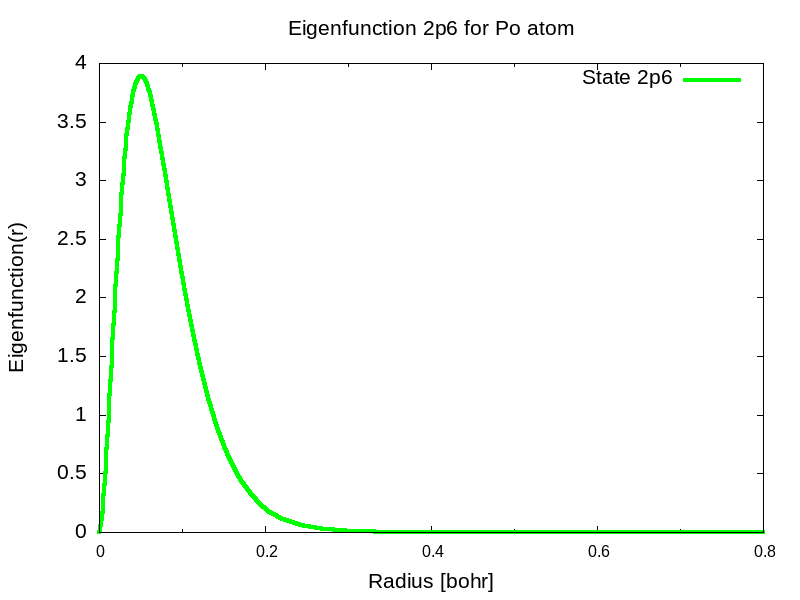 Eigenfunction 2p6 for Po atom
State 2p6
4
3.5
3
2.5
2
1.5
1
0.5
0
Eigenfunction(r)
0 0.2 0.4 0.6 0.8
Radius [bohr]